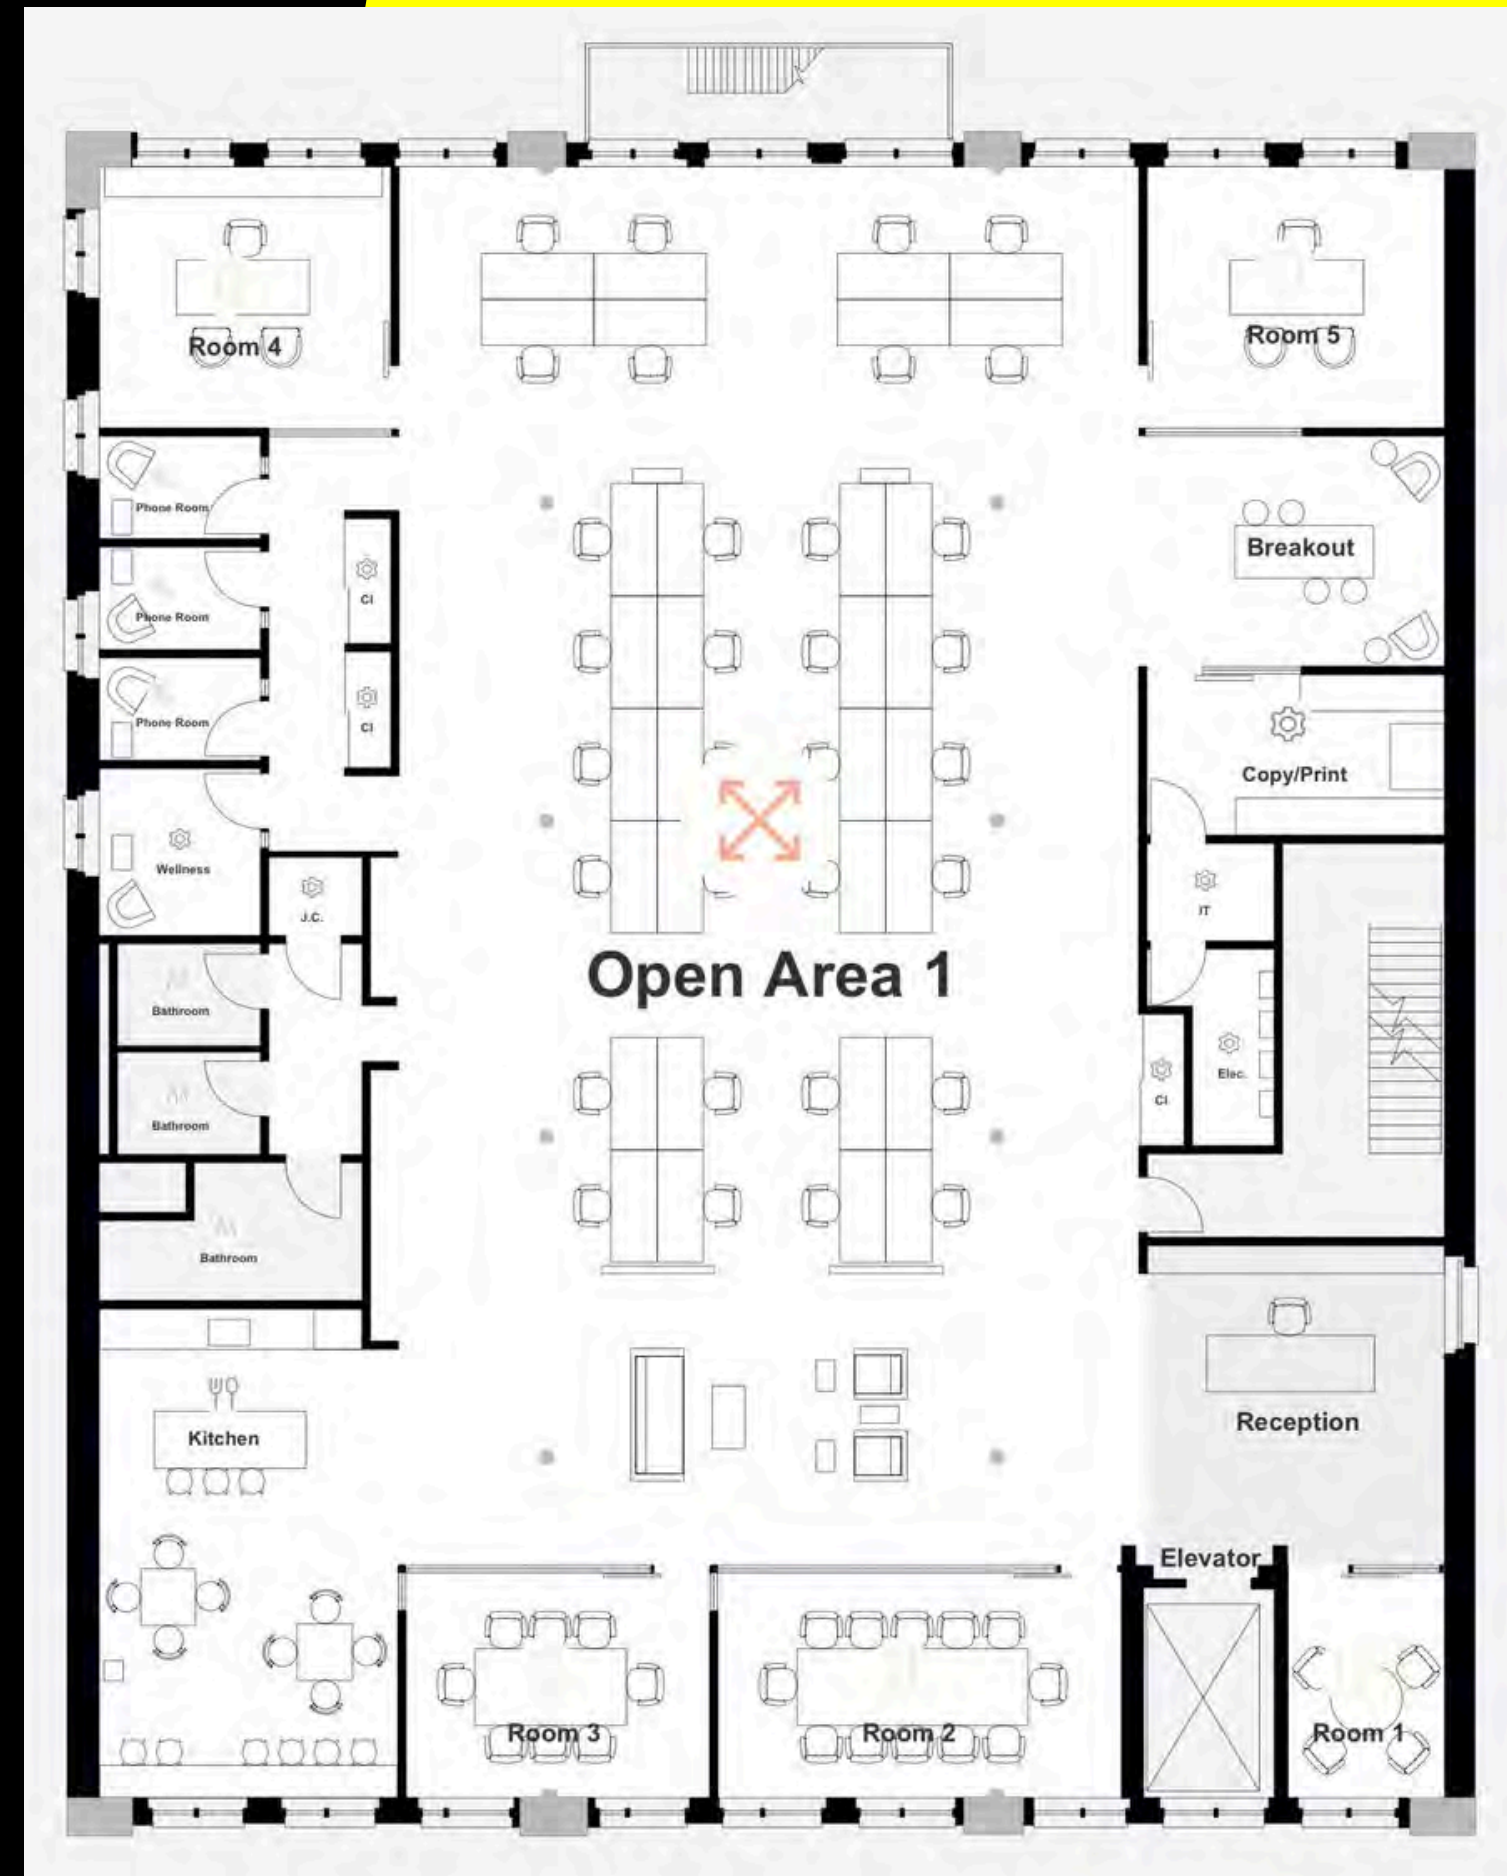 Room 4
Room 5
Phone Room
Breakout
CI
Phone Room
Phone Room
CI
Copy/Print
Wellness
J.C.
IT
Open Area 1
Bathroom
Elec.
CI
Bathroom
Bathroom
Reception
Kitchen
Elevator
Room 3
Room 2
Room 1